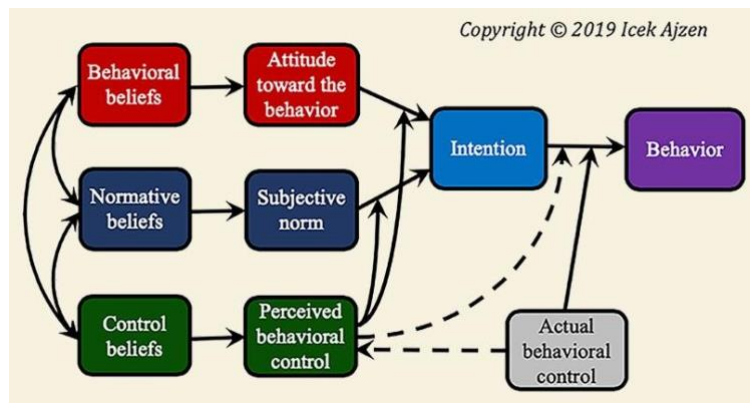 Copyright © 2019 Icek Ajzen
Behavioral
beliefs
Attitude
toward the
behavior
Intention
Behavior
Normative
beliefs
Subjective
norm
Control
beliefs
Perceived
behavioral
control
Actual
behavioral
control